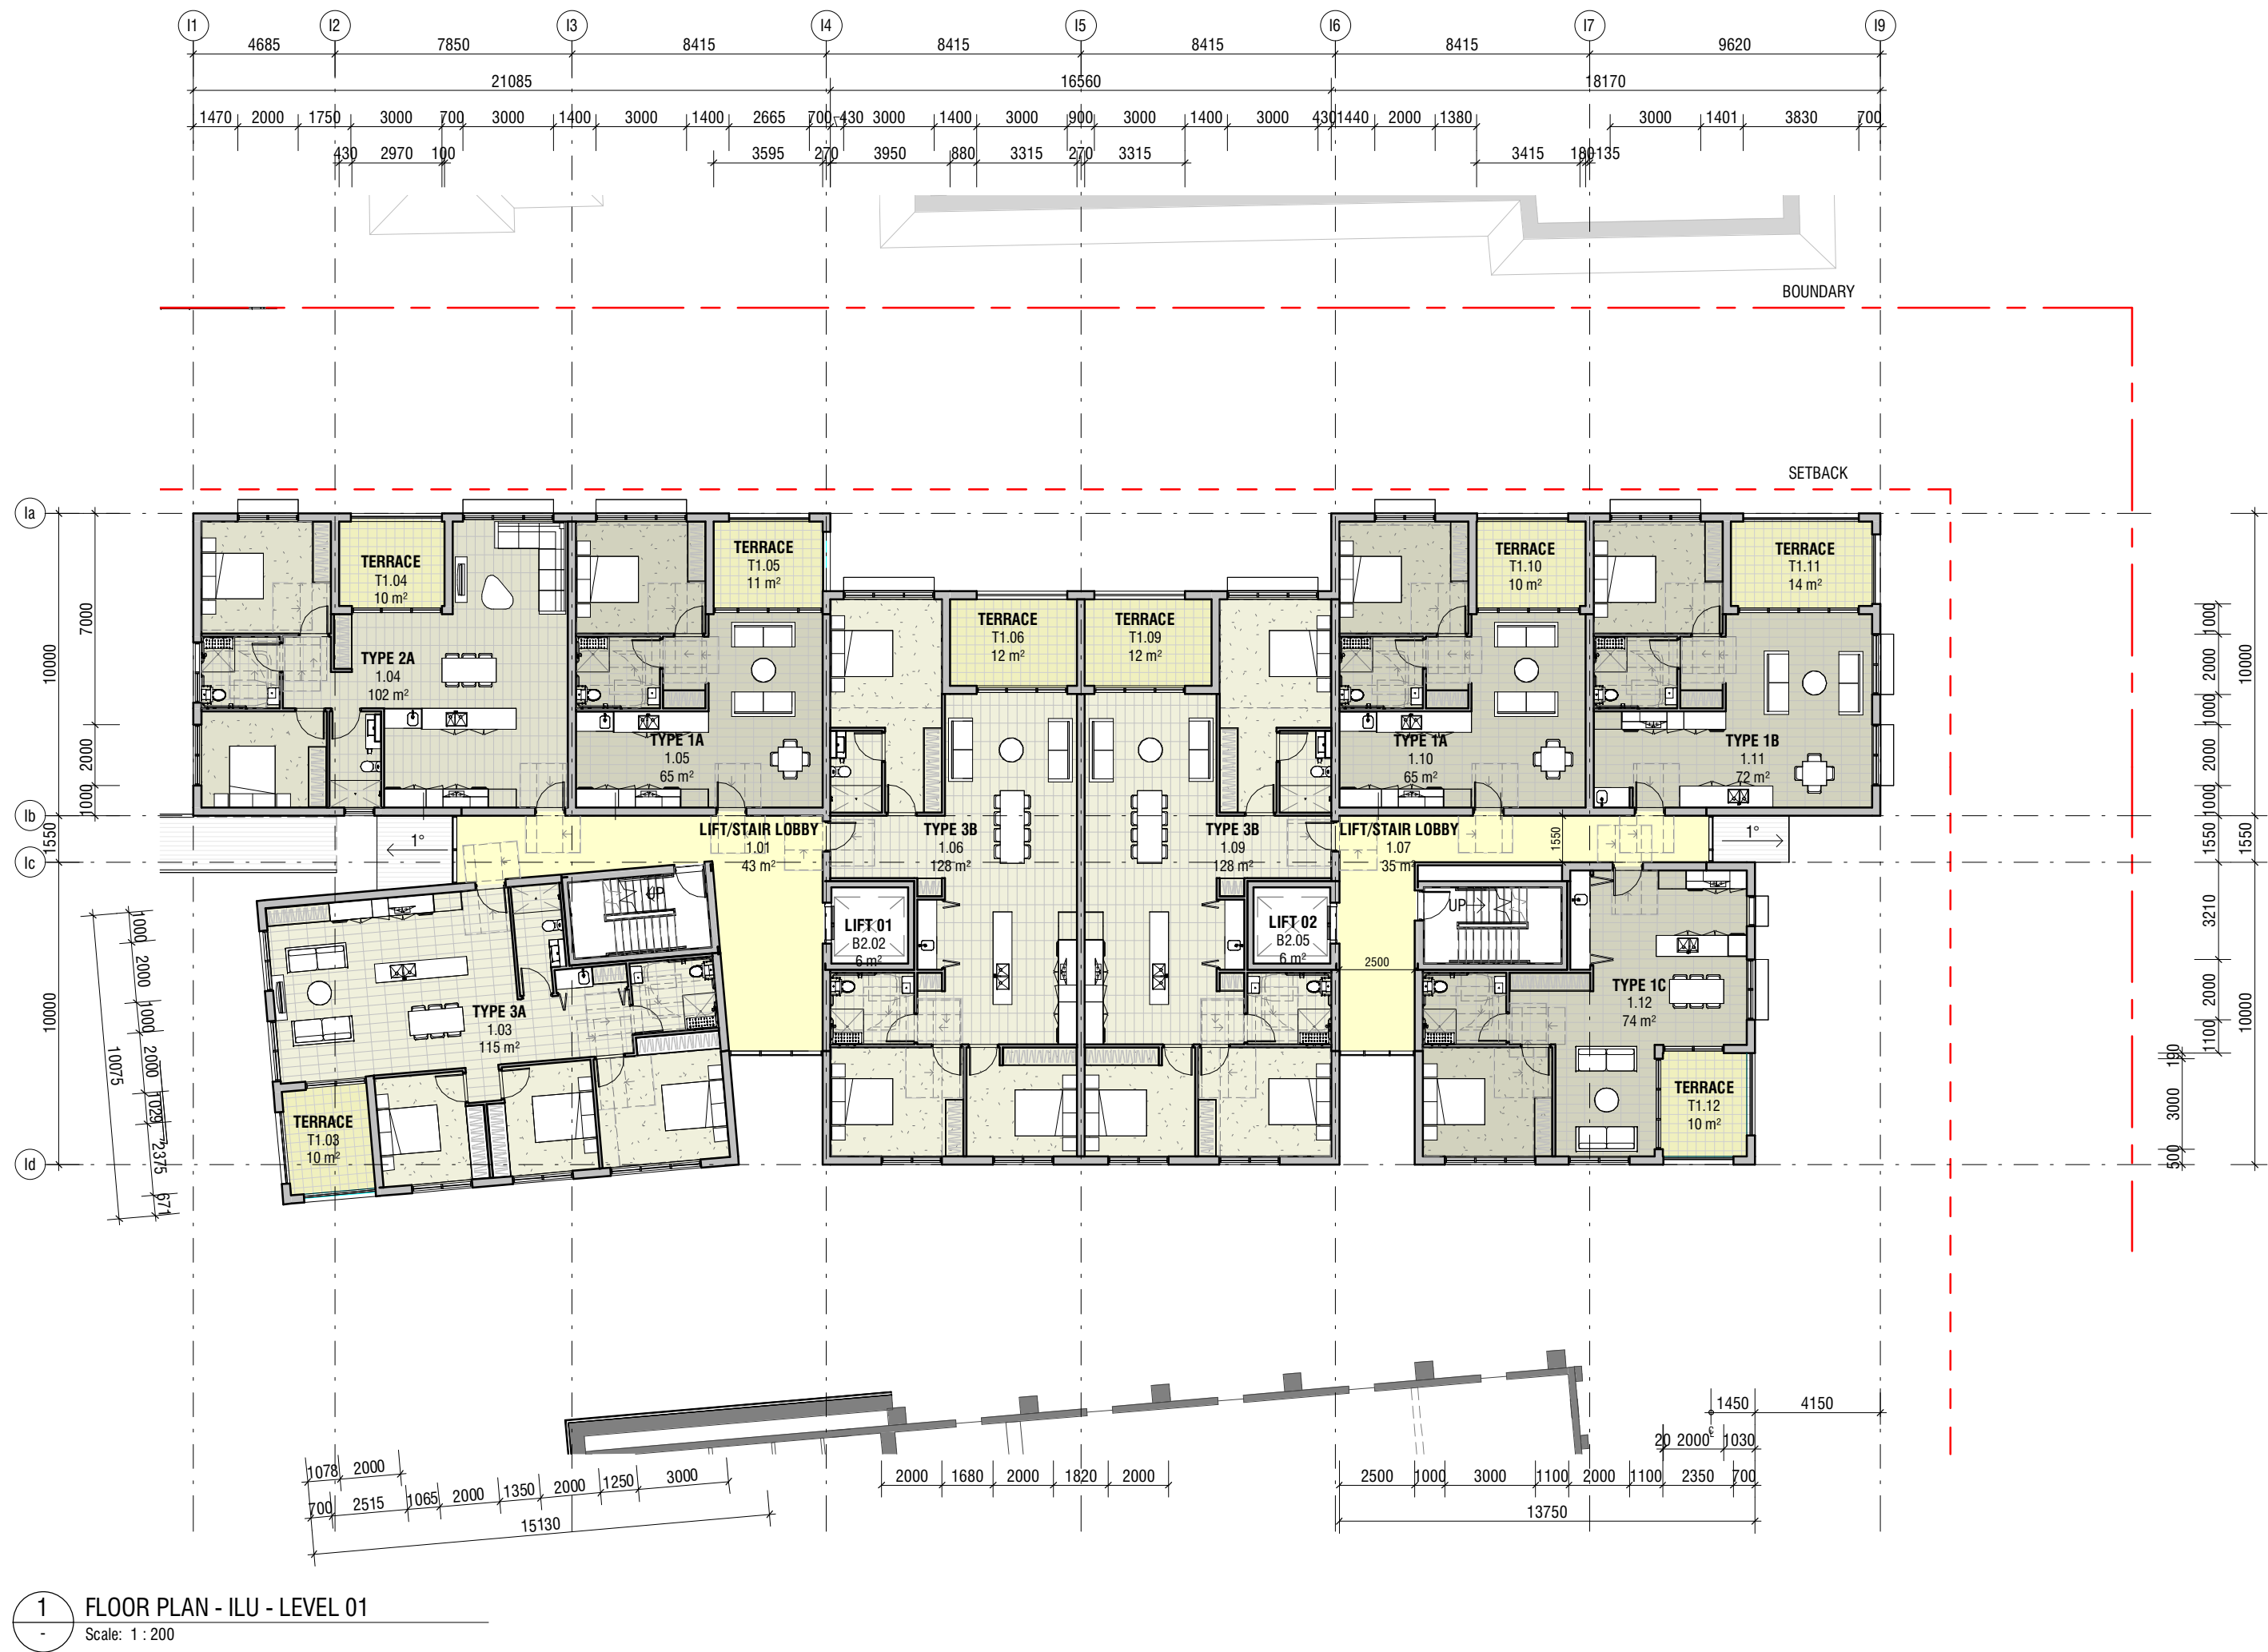 I1 I2 I3 I4 I5 I6 I7 I9
4685 7850 8415 8415 8415 8415 9620
21085 16560 18170
1470 2000 1750 3000 700 3000 1400 3000 1400 2665 700 430 3000 1400 3000 900 3000 1400 3000 430 1440 2000 1380 3000 1401 3830 700
430 2970 100 3595 270 3950 880 3315 270 3315 3415 180 135
BOUNDARY
SETBACK
Ia
Ib
Ic
Id
10000
1550
10000
7000
2000
1000
TERRACE
T1.04
10 m²
TYPE 2A
1.04
102 m²
TERRACE
T1.05
11 m²
TYPE 1A
1.05
65 m²
TERRACE
T1.06
12 m²
TERRACE
T1.09
12 m²
TERRACE
T1.10
10 m²
TYPE 1A
1.10
65 m²
TERRACE
T1.11
14 m²
TYPE 1B
1.11
72 m²
1000
2000
1000
2000
1000
1550
3210
2000
1100
190
3000
500
10000
1550
10000
1°
LIFT/STAIR LOBBY
1.01
43 m²
TYPE 3B
1.06
128 m²
TYPE 3B
1.09
128 m²
LIFT/STAIR LOBBY
1.07
35 m²
1550
1°
UP
LIFT 01
B2.02
6 m²
LIFT 02
B2.05
6 m²
UP
2500
TYPE 3A
1.03
115 m²
TYPE 1C
1.12
74 m²
TERRACE
T1.03
10 m²
TERRACE
T1.12
10 m²
1000
2000
1000
2000
1029
2375
671
10075
1450 4150
20 2000 1030
1078 2000
700 2515 1065 2000 1350 2000 1250 3000
15130
2000 1680 2000 1820 2000
2500 1000 3000 1100 2000 1100 2350 700
13750
1
-
FLOOR PLAN - ILU - LEVEL 01
Scale: 1 : 200